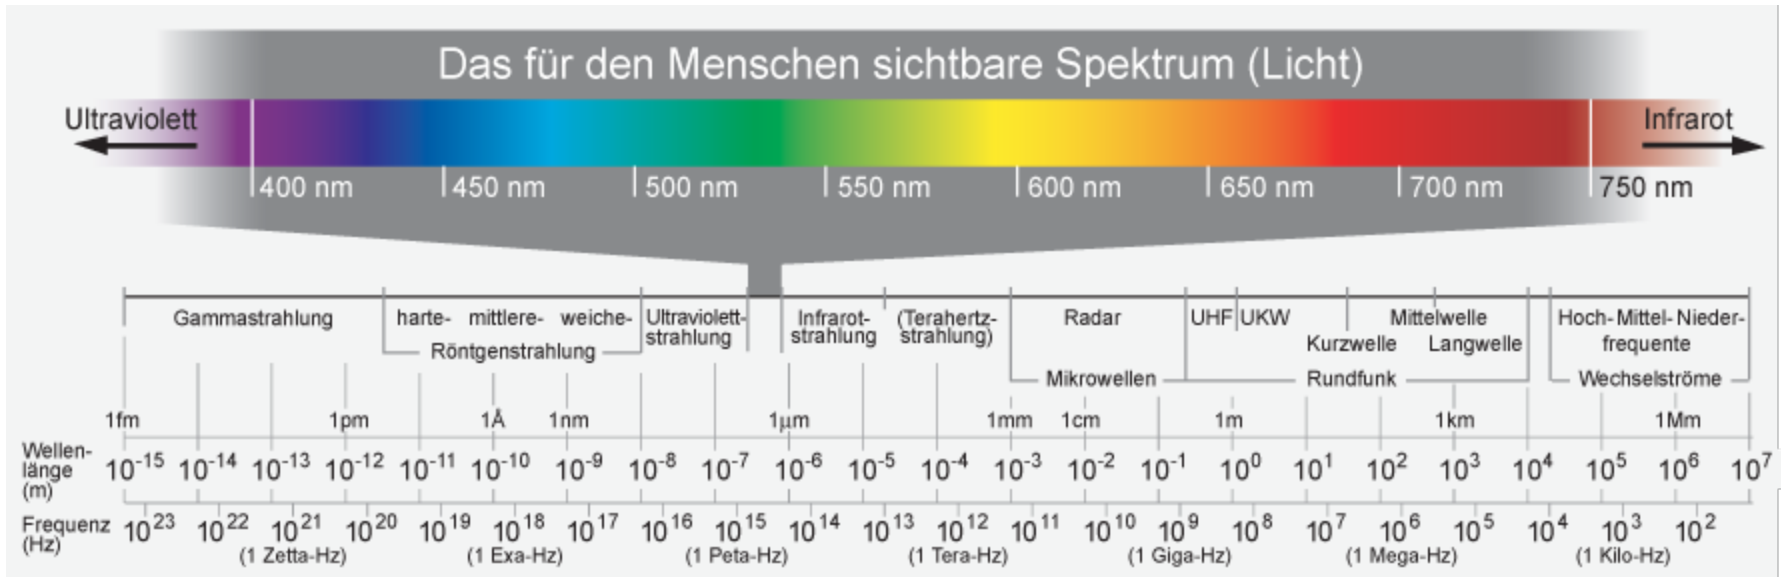 Das für den Menschen sichtbare Spektrum (Licht)
Ultraviolett
Infrarot
400 nm 450 nm 500 nm 550 nm 600 nm 650 nm 700 nm 750 nm
Gammastrahlung harte- mittlere- weiche- Ultraviolett- Infrarot- (Terahertz- Radar UHF UKW Mittelwelle Hoch- Mittel- Nieder-
strahlung strahlung strahlung)
Röntgenstrahlung Kurzwelle Langwelle frequente
Mikrowellen Rundfunk Wechselströme
1fm 1pm 1Å 1nm 1µm 1mm 1cm 1m 1km 1Mm
Wellen-
länge
(m)
10⁻¹⁵ 10⁻¹⁴ 10⁻¹³ 10⁻¹² 10⁻¹¹ 10⁻¹⁰ 10⁻⁹ 10⁻⁸ 10⁻⁷ 10⁻⁶ 10⁻⁵ 10⁻⁴ 10⁻³ 10⁻² 10⁻¹ 10⁰ 10¹ 10² 10³ 10⁴ 10⁵ 10⁶ 10⁷
Frequenz
(Hz)
10²³ 10²² 10²¹ 10²⁰ 10¹⁹ 10¹⁸ 10¹⁷ 10¹⁶ 10¹⁵ 10¹⁴ 10¹³ 10¹² 10¹¹ 10¹⁰ 10⁹ 10⁸ 10⁷ 10⁶ 10⁵ 10⁴ 10³ 10²
(1 Zetta-Hz) (1 Exa-Hz) (1 Peta-Hz) (1 Tera-Hz) (1 Giga-Hz) (1 Mega-Hz) (1 Kilo-Hz)